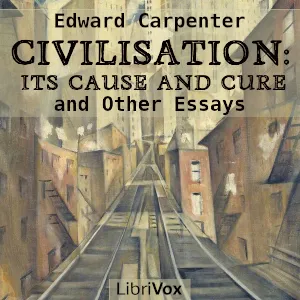 Edward Carpenter
CIVILISATION:
ITS CAUSE AND CURE
and Other Essays
LibriVox